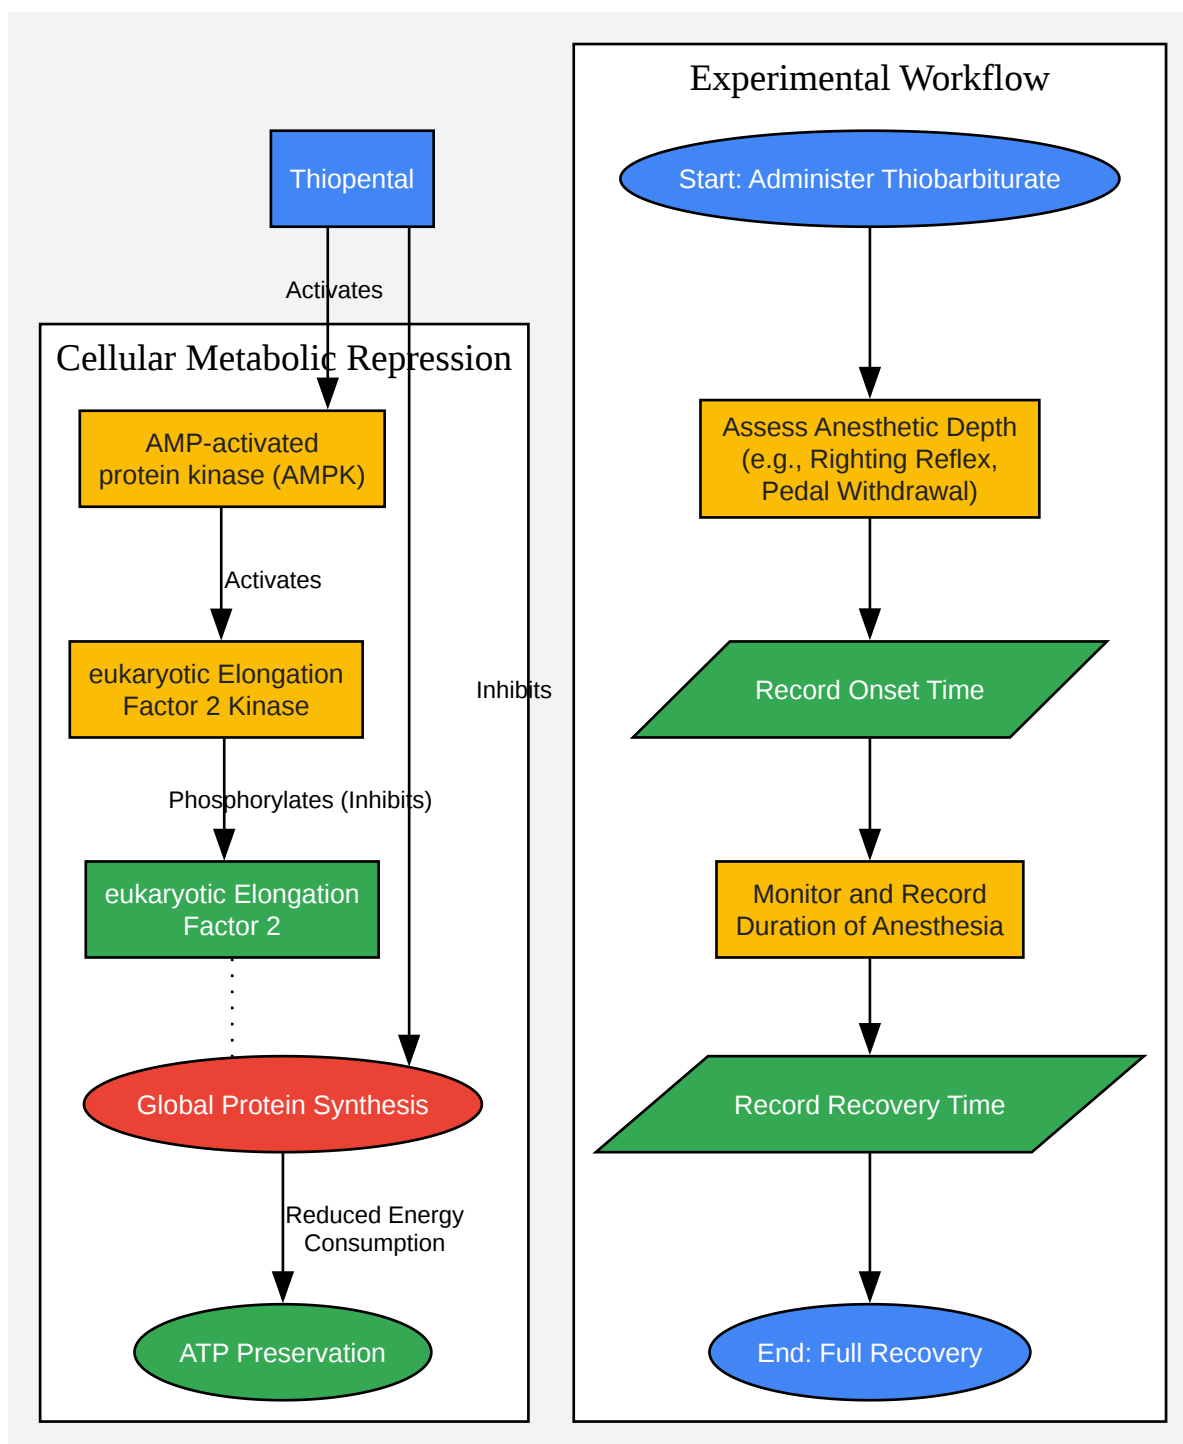 Thiopental
Activates
Cellular Metabolic Repression
AMP-activated
protein kinase (AMPK)
Activates
eukaryotic Elongation
Factor 2 Kinase
Inhibits
Phosphorylates (Inhibits)
eukaryotic Elongation
Factor 2
Global Protein Synthesis
Reduced Energy
Consumption
ATP Preservation
Experimental Workflow
Start: Administer Thiobarbiturate
Assess Anesthetic Depth
(e.g., Righting Reflex,
Pedal Withdrawal)
Record Onset Time
Monitor and Record
Duration of Anesthesia
Record Recovery Time
End: Full Recovery